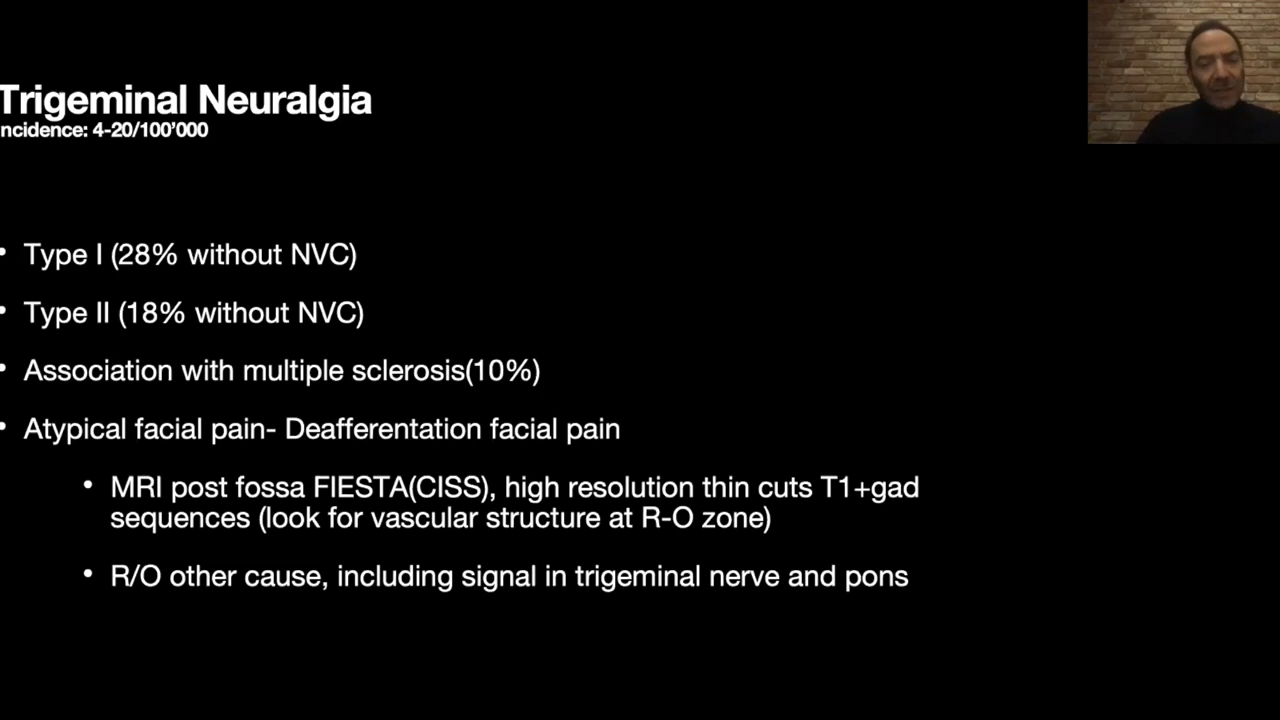 Trigeminal Neuralgia
ncidence: 4-20/100’000
• Type I (28% without NVC)
• Type II (18% without NVC)
• Association with multiple sclerosis(10%)
• Atypical facial pain- Deafferentation facial pain
• MRI post fossa FIESTA(CISS), high resolution thin cuts T1+gad
sequences (look for vascular structure at R-O zone)
• R/O other cause, including signal in trigeminal nerve and pons